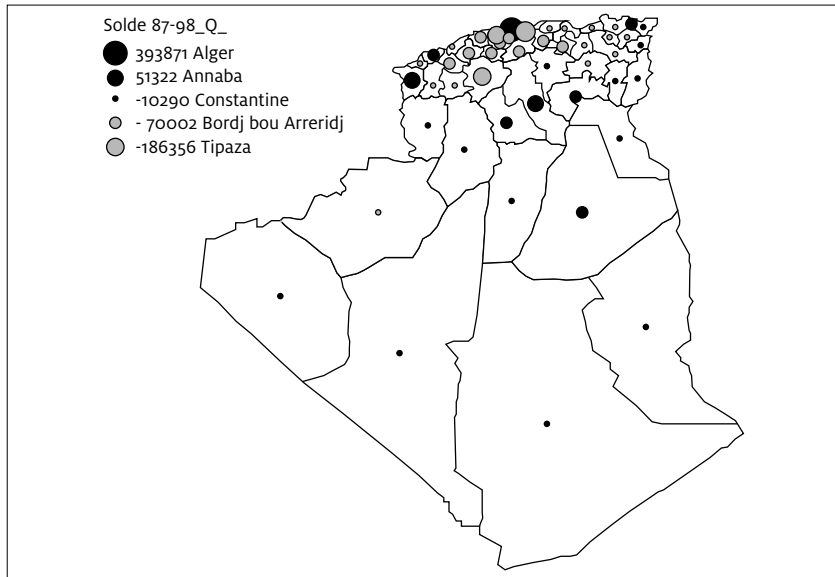 Solde 87-98_Q_
393871 Alger
51322 Annaba
-10290 Constantine
- 70002 Bordj bou Arreridj
-186356 Tipaza